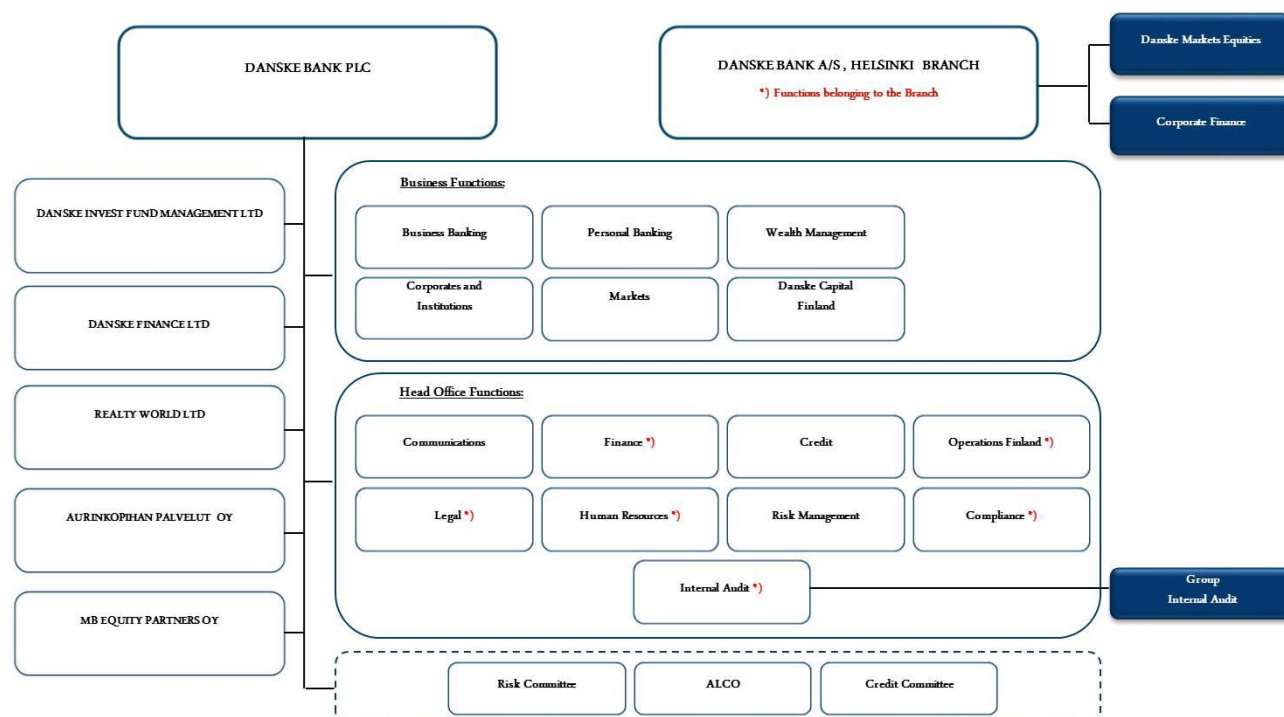 DANSKE BANK PLC
DANSKE BANK A/S , HELSINKI BRANCH
*) Functions belonging to the Branch
Danske Markets Equities
Corporate Finance
DANSKE INVEST FUND MANAGEMENT LTD
DANSKE FINANCE LTD
REALTY WORLD LTD
AURINKOPIHAN PALVELUT OY
MB EQUITY PARTNERS OY
Business Functions:
Business Banking
Personal Banking
Wealth Management
Corporates and
Institutions
Markets
Danske Capital
Finland
Head Office Functions:
Communications
Finance *)
Credit
Operations Finland *)
Legal *)
Human Resources *)
Risk Management
Compliance *)
Internal Audit *)
Group
Internal Audit
Risk Committee
ALCO
Credit Committee